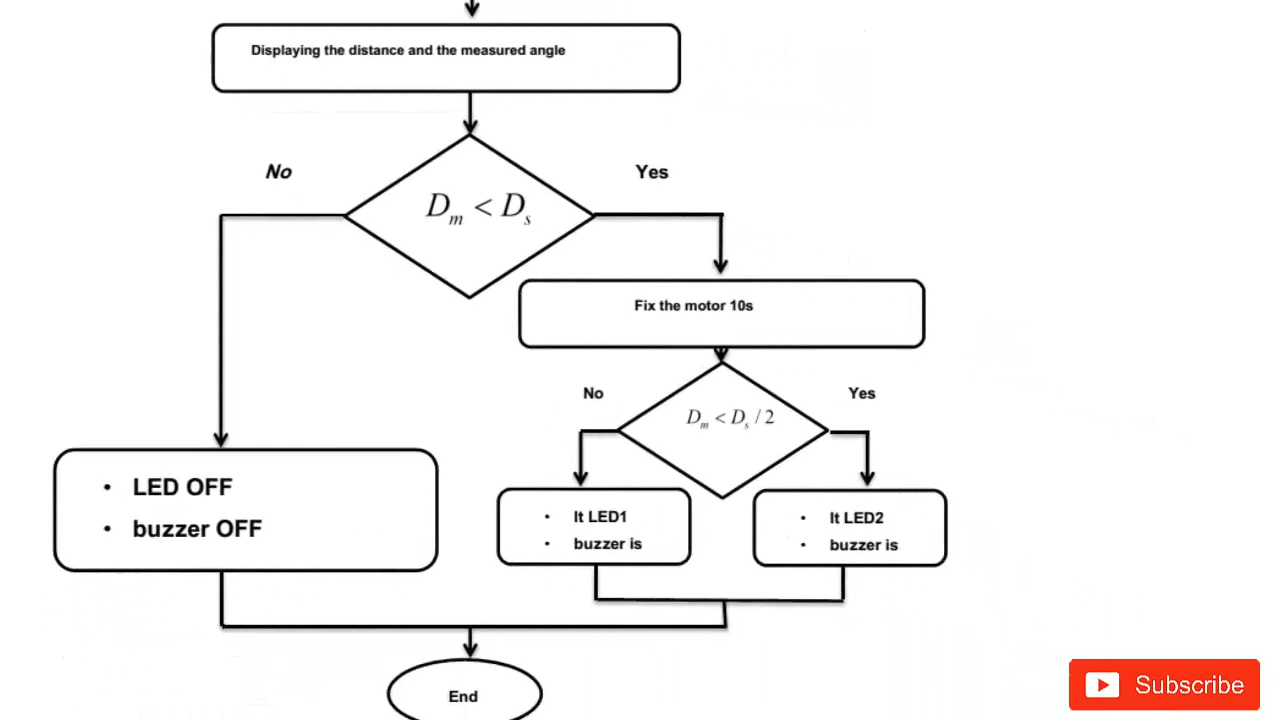 Displaying the distance and the measured angle
No
Yes
Dm < Ds
Fix the motor 10s
No
Yes
Dm < Ds / 2
• LED OFF
• buzzer OFF
• It LED1
• buzzer is
• It LED2
• buzzer is
End
Subscribe